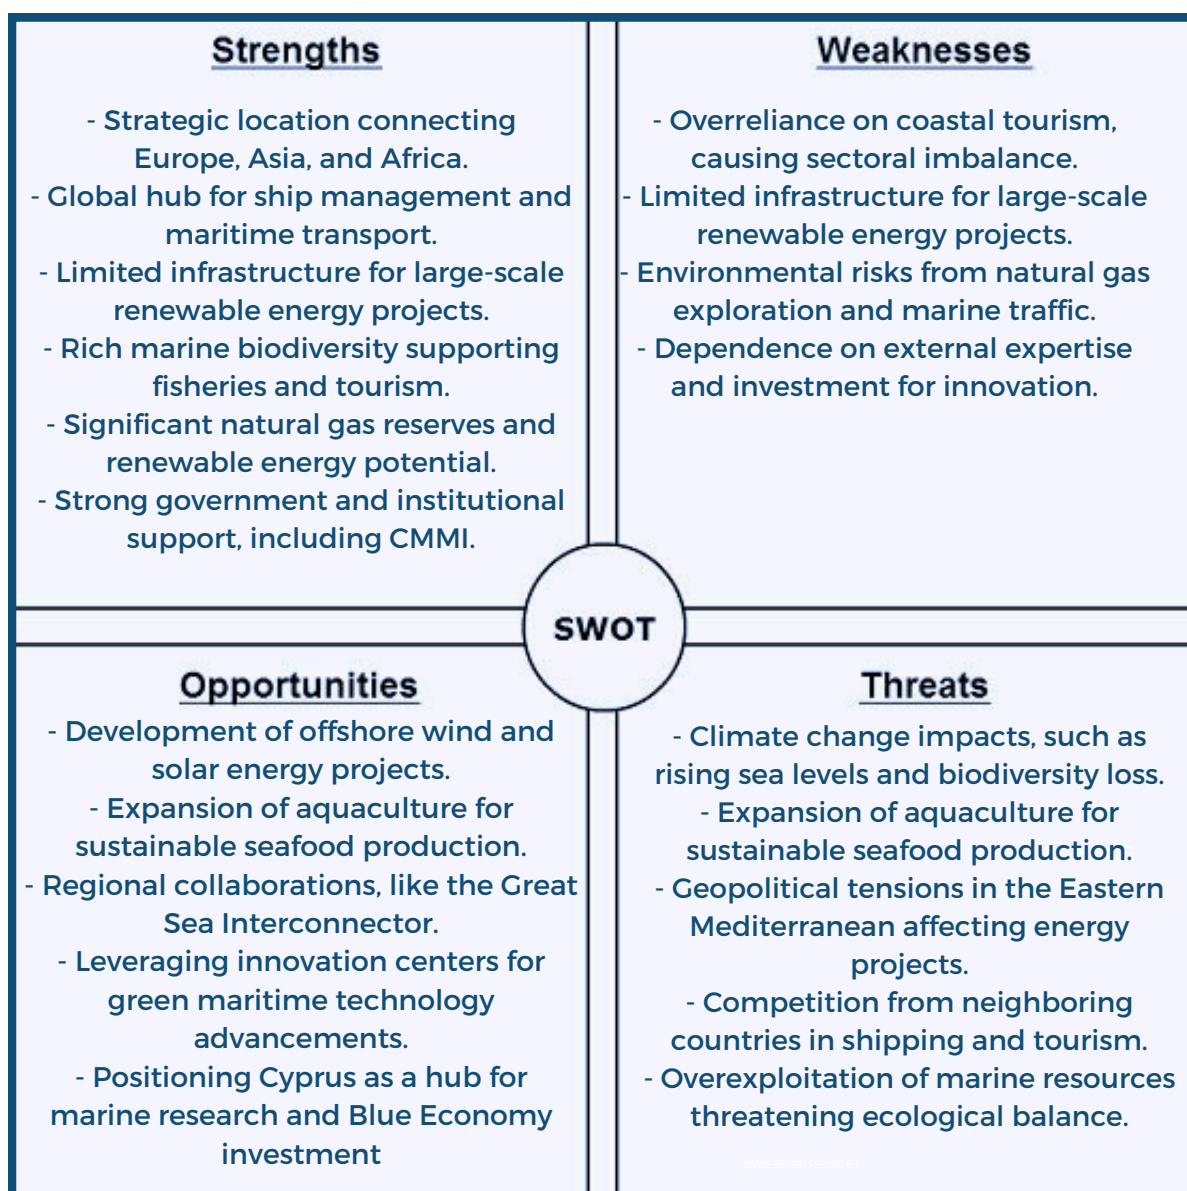 Strengths
- Strategic location connecting
Europe, Asia, and Africa.
- Global hub for ship management and
maritime transport.
- Limited infrastructure for large-scale
renewable energy projects.
- Rich marine biodiversity supporting
fisheries and tourism.
- Significant natural gas reserves and
renewable energy potential.
- Strong government and institutional
support, including CMMI.
Weaknesses
- Overreliance on coastal tourism,
causing sectoral imbalance.
- Limited infrastructure for large-scale
renewable energy projects.
- Environmental risks from natural gas
exploration and marine traffic.
- Dependence on external expertise
and investment for innovation.
SWOT
Opportunities
- Development of offshore wind and
solar energy projects.
- Expansion of aquaculture for
sustainable seafood production.
- Regional collaborations, like the Great
Sea Interconnector.
- Leveraging innovation centers for
green maritime technology
advancements.
- Positioning Cyprus as a hub for
marine research and Blue Economy
investment
Threats
- Climate change impacts, such as
rising sea levels and biodiversity loss.
- Expansion of aquaculture for
sustainable seafood production.
- Geopolitical tensions in the Eastern
Mediterranean affecting energy
projects.
- Competition from neighboring
countries in shipping and tourism.
- Overexploitation of marine resources
threatening ecological balance.